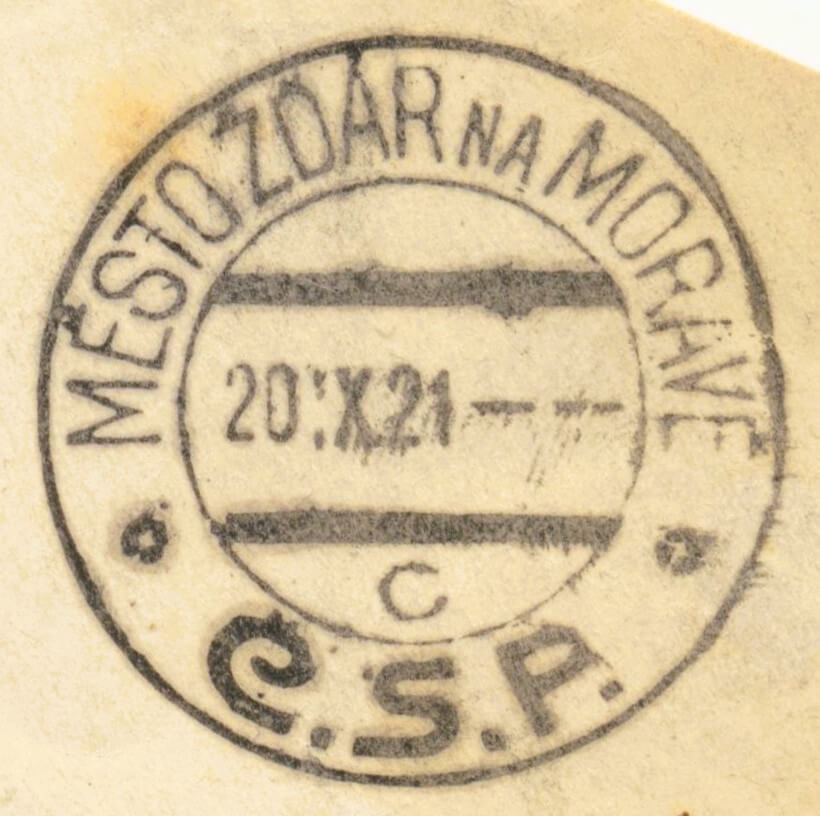 MĚSTO ŽĎÁR NA MORAVĚ
20.X.21
C
Č.S.P.